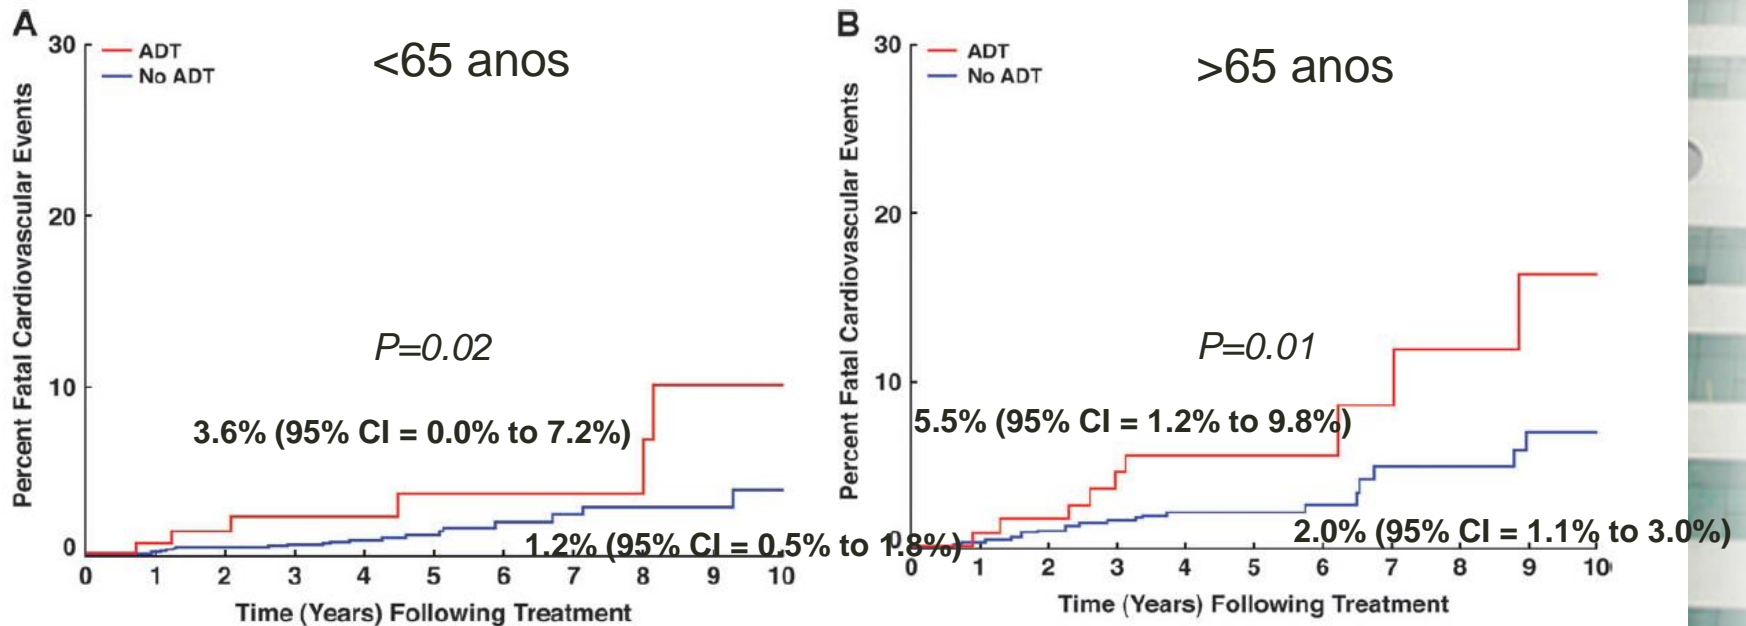 A
30
ADT
No ADT
<65 anos
20
10
0
P=0.02
3.6% (95% CI = 0.0% to 7.2%)
1.2% (95% CI = 0.5% to 1.8%)
0 1 2 3 4 5 6 7 8 9 10
Time (Years) Following Treatment
Percent Fatal Cardiovascular Events
B
30
ADT
No ADT
>65 anos
20
10
0
P=0.01
5.5% (95% CI = 1.2% to 9.8%)
2.0% (95% CI = 1.1% to 3.0%)
0 1 2 3 4 5 6 7 8 9 10
Time (Years) Following Treatment
Percent Fatal Cardiovascular Events